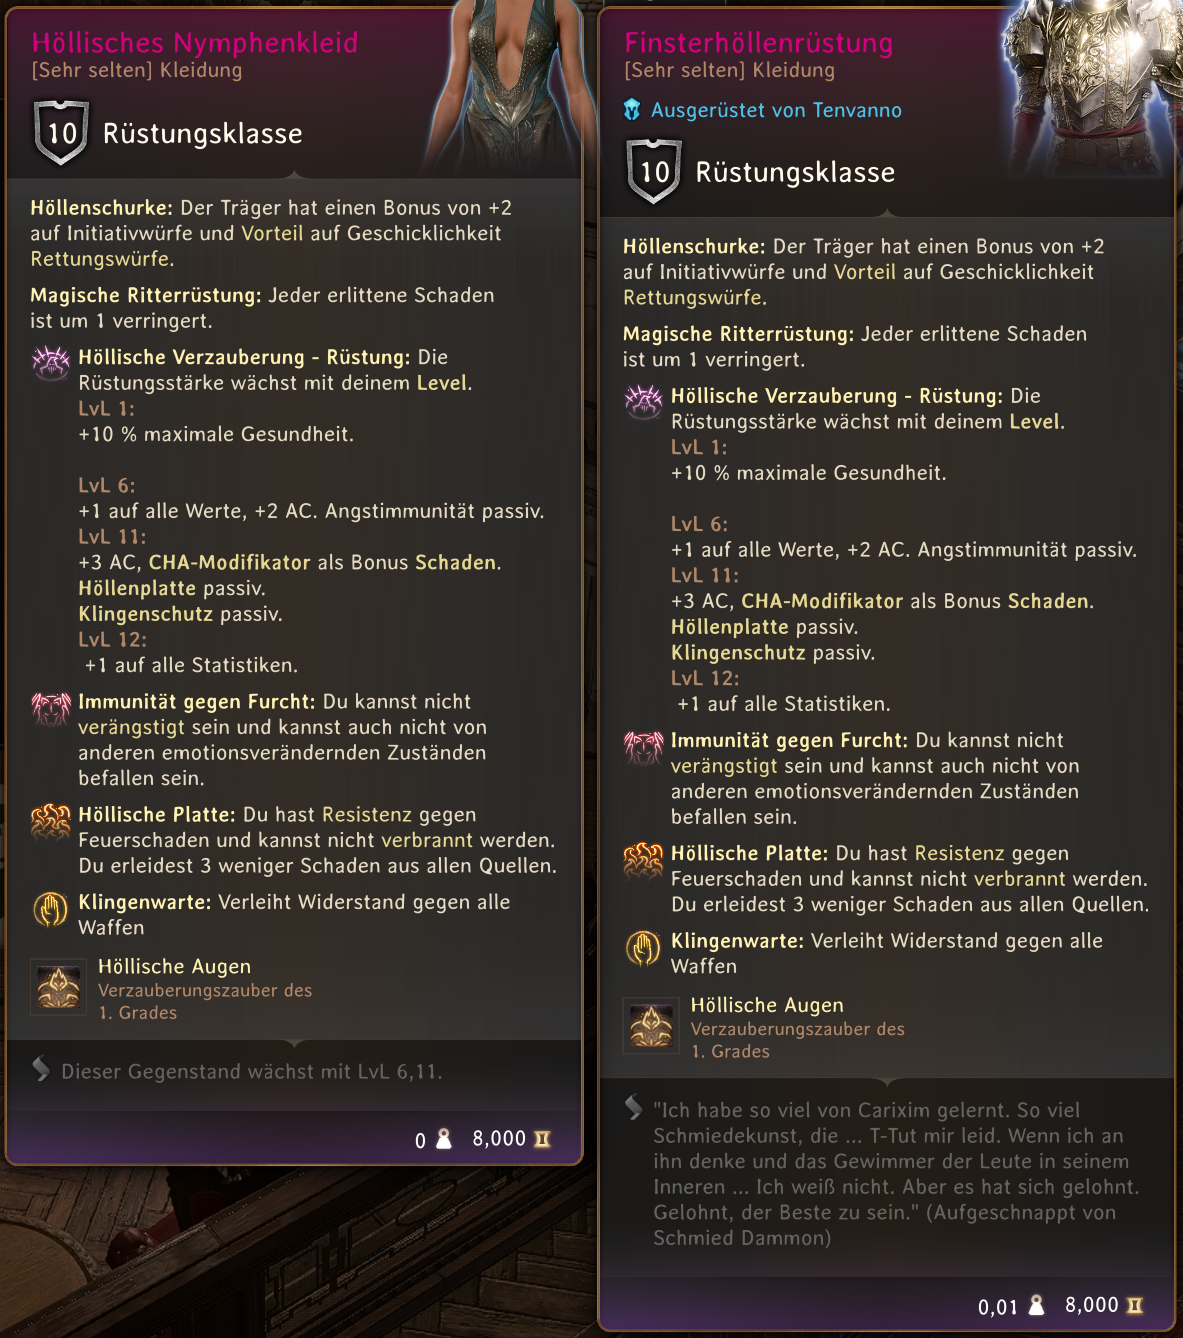 Höllisches Nymphenkleid
[Sehr selten] Kleidung
10 Rüstungsklasse
Höllenschurke: Der Träger hat einen Bonus von +2
auf Initiativwürfe und Vorteil auf Geschicklichkeit
Rettungswürfe.
Magische Ritterrüstung: Jeder erlittene Schaden
ist um 1 verringert.
Höllische Verzauberung - Rüstung: Die
Rüstungsstärke wächst mit deinem Level.
LvL 1:
+10 % maximale Gesundheit.
LvL 6:
+1 auf alle Werte, +2 AC. Angstimmunität passiv.
LvL 11:
+3 AC, CHA-Modifikator als Bonus Schaden.
Höllenplatte passiv.
Klingenschutz passiv.
LvL 12:
+1 auf alle Statistiken.
Immunität gegen Furcht: Du kannst nicht
verängstigt sein und kannst auch nicht von
anderen emotionsverändernden Zuständen
befallen sein.
Höllische Platte: Du hast Resistenz gegen
Feuerschaden und kannst nicht verbrannt werden.
Du erleidest 3 weniger Schaden aus allen Quellen.
Klingenwarte: Verleiht Widerstand gegen alle
Waffen
Höllische Augen
Verzauberungszauber des
1. Grades
Dieser Gegenstand wächst mit LvL 6,11.
0 8,000
Finsterhöllenrüstung
[Sehr selten] Kleidung
Ausgerüstet von Tenvanno
10 Rüstungsklasse
Höllenschurke: Der Träger hat einen Bonus von +2
auf Initiativwürfe und Vorteil auf Geschicklichkeit
Rettungswürfe.
Magische Ritterrüstung: Jeder erlittene Schaden
ist um 1 verringert.
Höllische Verzauberung - Rüstung: Die
Rüstungsstärke wächst mit deinem Level.
LvL 1:
+10 % maximale Gesundheit.
LvL 6:
+1 auf alle Werte, +2 AC. Angstimmunität passiv.
LvL 11:
+3 AC, CHA-Modifikator als Bonus Schaden.
Höllenplatte passiv.
Klingenschutz passiv.
LvL 12:
+1 auf alle Statistiken.
Immunität gegen Furcht: Du kannst nicht
verängstigt sein und kannst auch nicht von
anderen emotionsverändernden Zuständen
befallen sein.
Höllische Platte: Du hast Resistenz gegen
Feuerschaden und kannst nicht verbrannt werden.
Du erleidest 3 weniger Schaden aus allen Quellen.
Klingenwarte: Verleiht Widerstand gegen alle
Waffen
Höllische Augen
Verzauberungszauber des
1. Grades
"Ich habe so viel von Carixim gelernt. So viel
Schmiedekunst, die ... T-Tut mir leid. Wenn ich an
ihn denke und das Gewimmer der Leute in seinem
Inneren ... Ich weiß nicht. Aber es hat sich gelohnt.
Gelohnt, der Beste zu sein." (Aufgeschnappt von
Schmied Dammon)
0,01 8,000